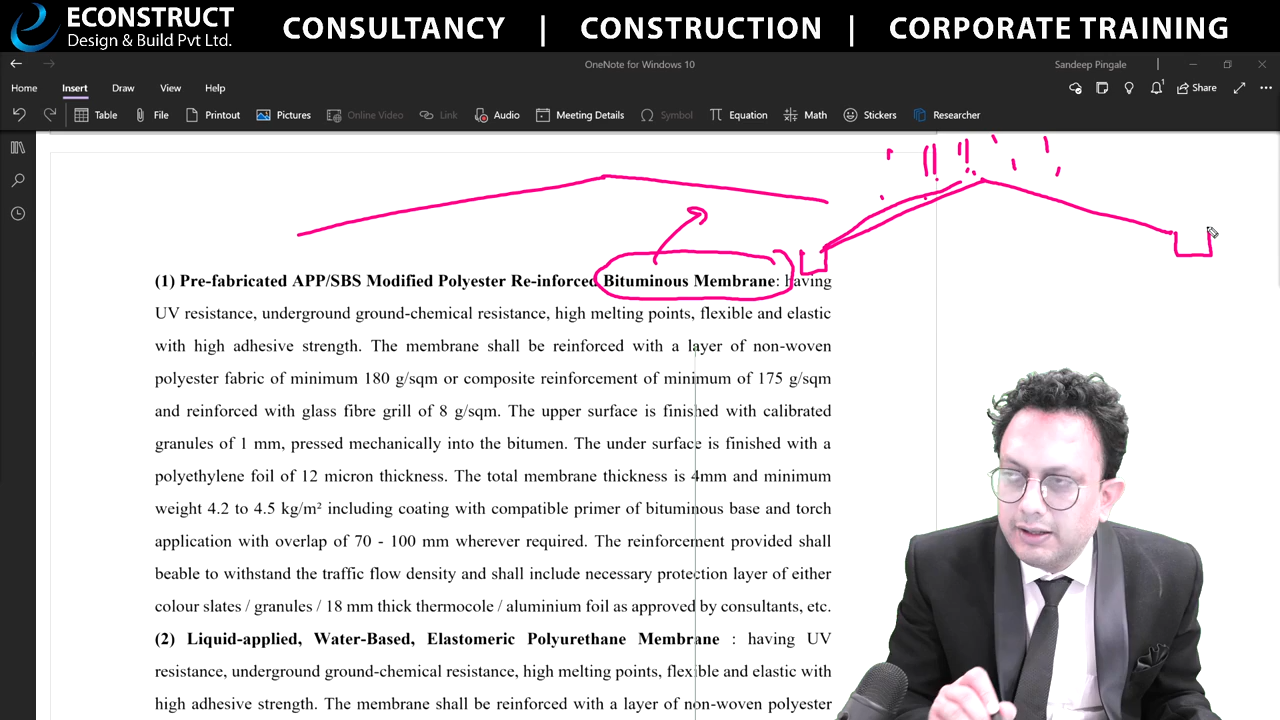 ECONSTRUCT
Design & Build Pvt Ltd.
CONSULTANCY | CONSTRUCTION | CORPORATE TRAINING
OneNote for Windows 10
Sandeep Pingale
Home Insert Draw View Help
Share
Table File Printout Pictures Online Video Link Audio Meeting Details Symbol Equation Math Stickers Researcher
(1) Pre-fabricated APP/SBS Modified Polyester Re-inforced Bituminous Membrane: having
UV resistance, underground ground-chemical resistance, high melting points, flexible and elastic
with high adhesive strength. The membrane shall be reinforced with a layer of non-woven
polyester fabric of minimum 180 g/sqm or composite reinforcement of minimum of 175 g/sqm
and reinforced with glass fibre grill of 8 g/sqm. The upper surface is finished with calibrated
granules of 1 mm, pressed mechanically into the bitumen. The under surface is finished with a
polyethylene foil of 12 micron thickness. The total membrane thickness is 4mm and minimum
weight 4.2 to 4.5 kg/m² including coating with compatible primer of bituminous base and torch
application with overlap of 70 - 100 mm wherever required. The reinforcement provided shall
beable to withstand the traffic flow density and shall include necessary protection layer of either
colour slates / granules / 18 mm thick thermocole / aluminium foil as approved by consultants, etc.
(2) Liquid-applied, Water-Based, Elastomeric Polyurethane Membrane : having UV
resistance, underground ground-chemical resistance, high melting points, flexible and elastic with
high adhesive strength. The membrane shall be reinforced with a layer of non-woven polyester